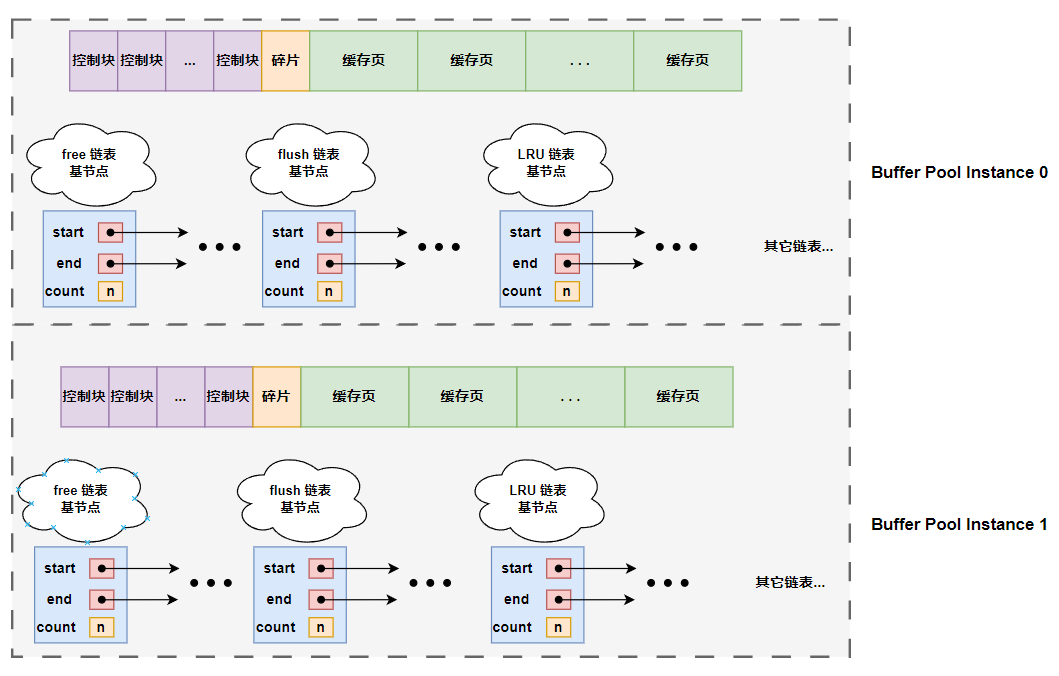 控制块 控制块 ... 控制块 碎片 缓存页 缓存页 . . . 缓存页
free 链表
基节点
flush 链表
基节点
LRU 链表
基节点
Buffer Pool Instance 0
start
end
count n
start
end
count n
start
end
count n
其它链表...
控制块 控制块 ... 控制块 碎片 缓存页 缓存页 . . . 缓存页
free 链表
基节点
flush 链表
基节点
LRU 链表
基节点
Buffer Pool Instance 1
start
end
count n
start
end
count n
start
end
count n
其它链表...